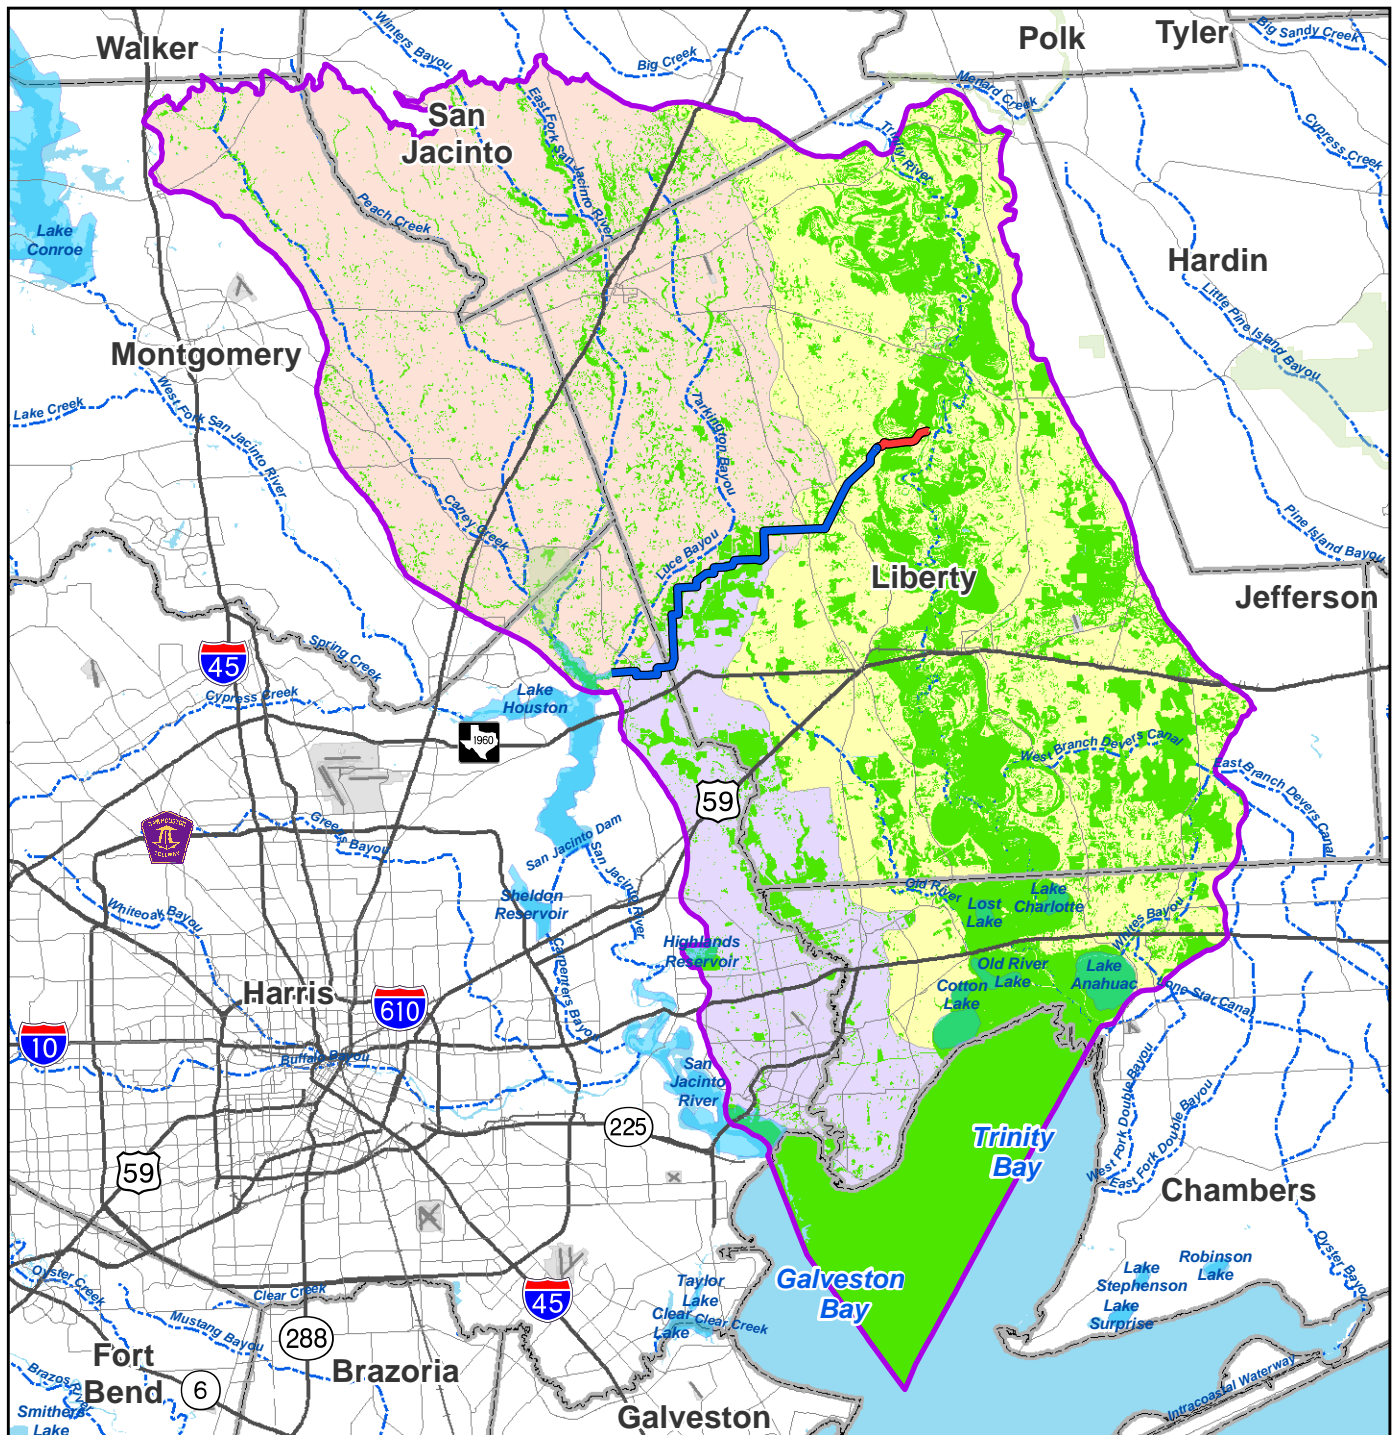 Walker
Winters Bayou
Big Creek
Polk
Tyler
Big Sandy Creek
San
Jacinto
East Fork San Jacinto River
Menard Creek
Trinity River
Cypress Creek
Peach Creek
Lake
Conroe
Hardin
Little Pine Island Bayou
Montgomery
West Fork San Jacinto River
Lake Creek
Tarkington Bayou
Caney Creek
Luce Bayou
Pine Island Bayou
Liberty
Jefferson
Spring Creek
45
Cypress Creek
Lake
Houston
1960
West Branch Devers Canal
East Branch Devers Canal
59
Greens Bayou
San Jacinto Dam
San Jacinto River
TOLLWAY
Sheldon
Reservoir
Whiteoak Bayou
Old River
Lost
Lake
Lake
Charlotte
Whites Bayou
Highlands
Reservoir
Carpenters Bayou
Old River
Lake
Cotton
Lake
Lake
Anahuac
Lone Star Canal
Harris
610
10
Buffalo Bayou
San
Jacinto
River
West Fork Double Bayou
East Fork Double Bayou
225
Trinity
Bay
59
Chambers
Oyster Bayou
Robinson
Lake
Lake
Stephenson
Lake
Surprise
Galveston
Bay
Taylor
Lake
Clear
Lake
Clear Creek
Oyster Creek
Clear Creek
45
Mustang Bayou
288
Fort
Bend
Brazoria
6
Brazos River
Smithers
Lake
Galveston
Intracoastal Waterway